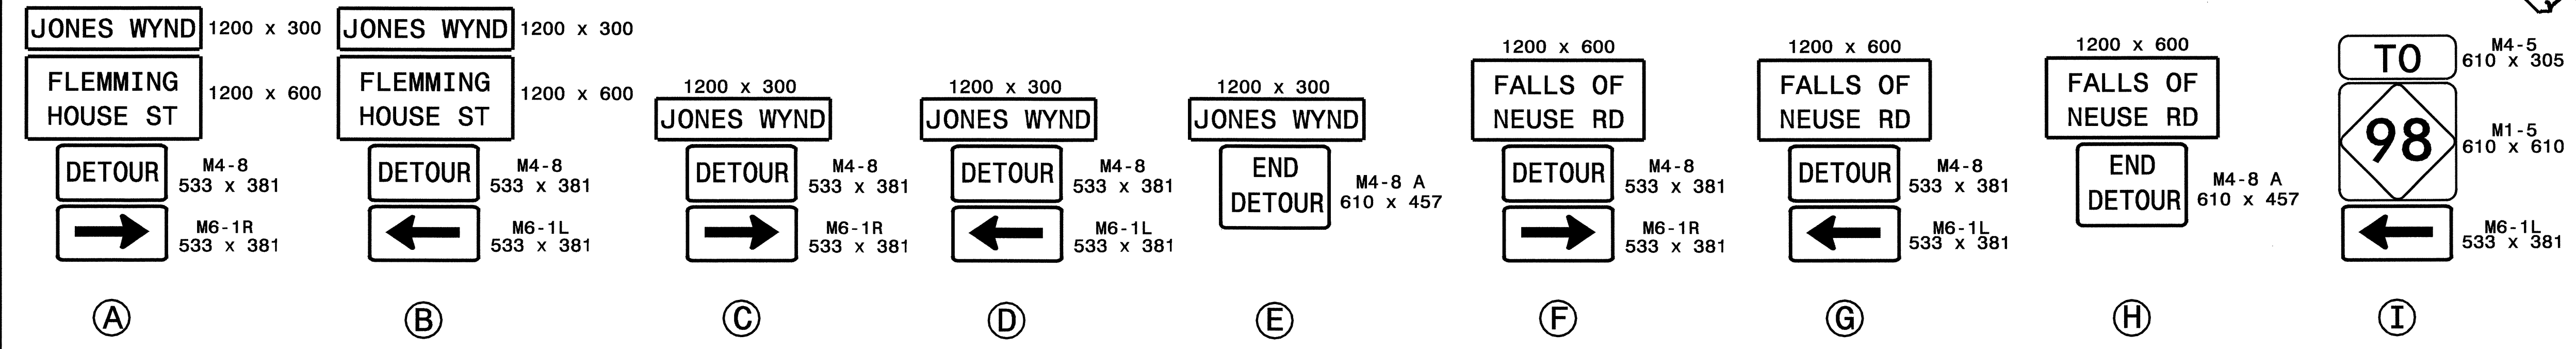 JONES WYND 1200 x 300
FLEMMING
HOUSE ST
1200 x 600
DETOUR
M4-8
533 x 381
M6-1R
533 x 381
A
JONES WYND 1200 x 300
FLEMMING
HOUSE ST
1200 x 600
DETOUR
M4-8
533 x 381
M6-1L
533 x 381
B
1200 x 300
JONES WYND
DETOUR
M4-8
533 x 381
M6-1R
533 x 381
C
1200 x 300
JONES WYND
DETOUR
M4-8
533 x 381
M6-1L
533 x 381
D
1200 x 300
JONES WYND
END
DETOUR
M4-8 A
610 x 457
E
1200 x 600
FALLS OF
NEUSE RD
DETOUR
M4-8
533 x 381
M6-1R
533 x 381
F
1200 x 600
FALLS OF
NEUSE RD
DETOUR
M4-8
533 x 381
M6-1L
533 x 381
G
1200 x 600
FALLS OF
NEUSE RD
END
DETOUR
M4-8 A
610 x 457
H
TO
M4-5
610 x 305
98
M1-5
610 x 610
M6-1L
533 x 381
I